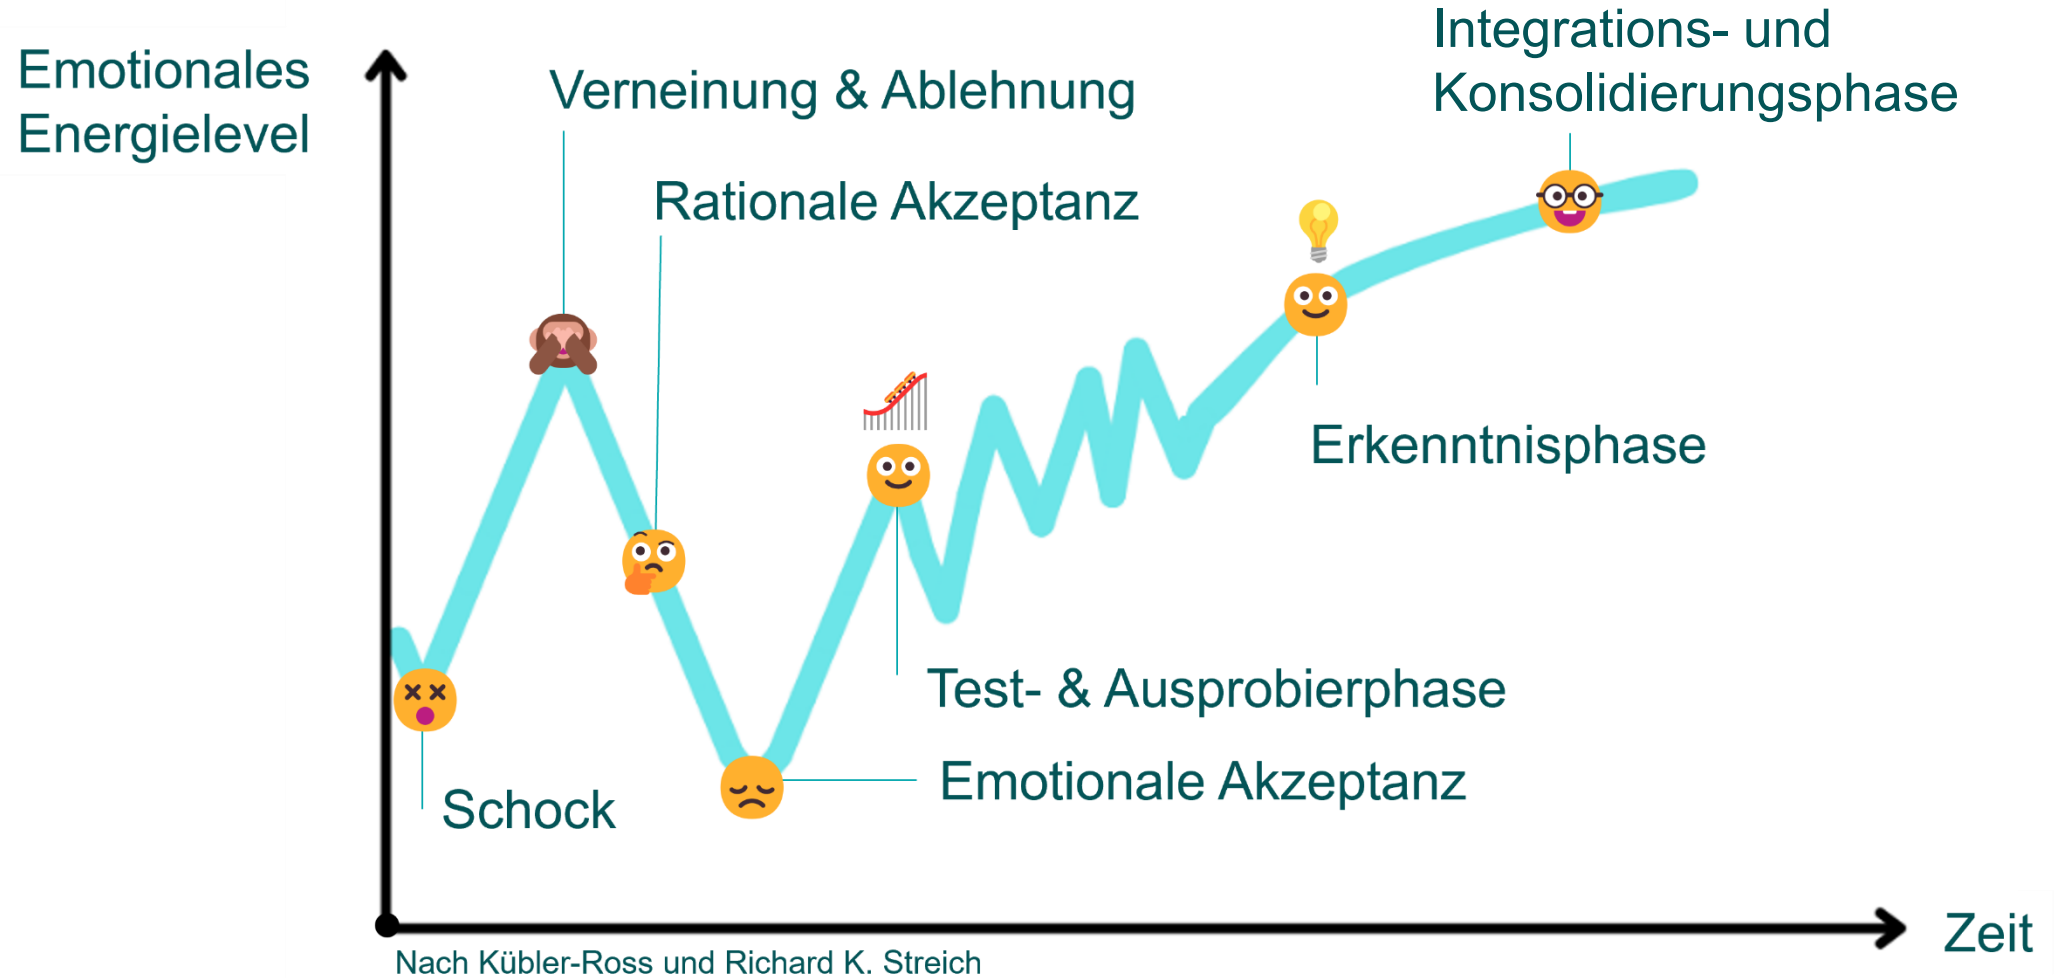 Emotionales
Energielevel
Verneinung & Ablehnung
Rationale Akzeptanz
Integrations- und
Konsolidierungsphase
Erkenntnisphase
Test- & Ausprobierphase
Emotionale Akzeptanz
Schock
Zeit
Nach Kübler-Ross und Richard K. Streich